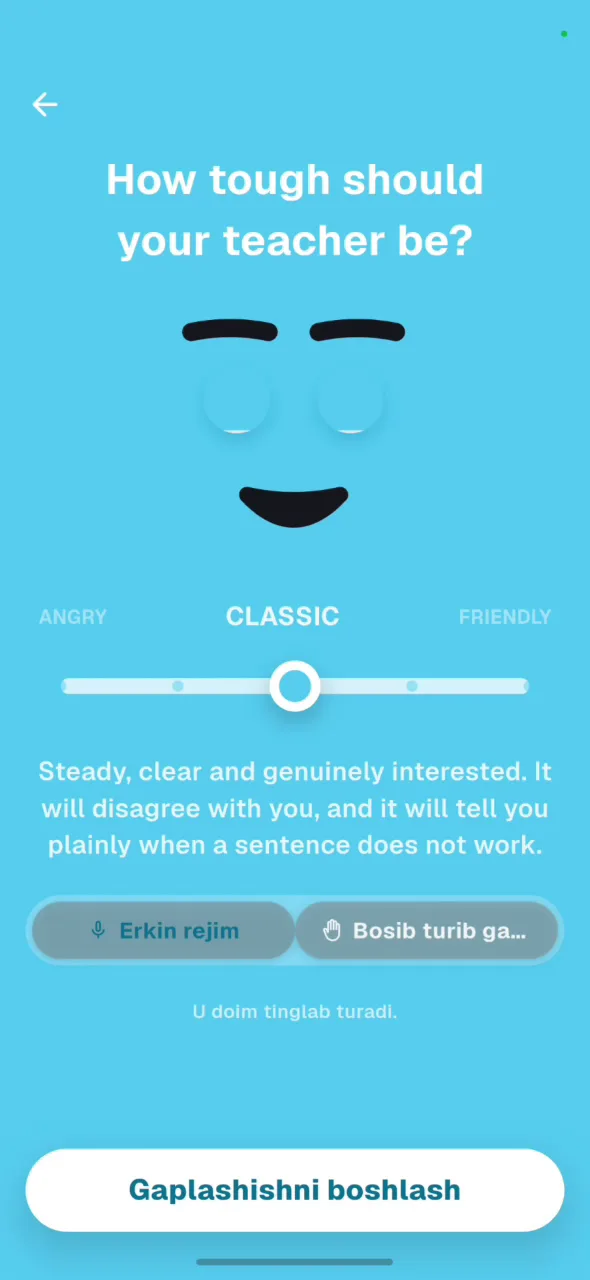 How tough should
your teacher be?
ANGRY
CLASSIC
FRIENDLY
Steady, clear and genuinely interested. It
will disagree with you, and it will tell you
plainly when a sentence does not work.
Erkin rejim
Bosib turib ga...
U doim tinglab turadi.
Gaplashishni boshlash